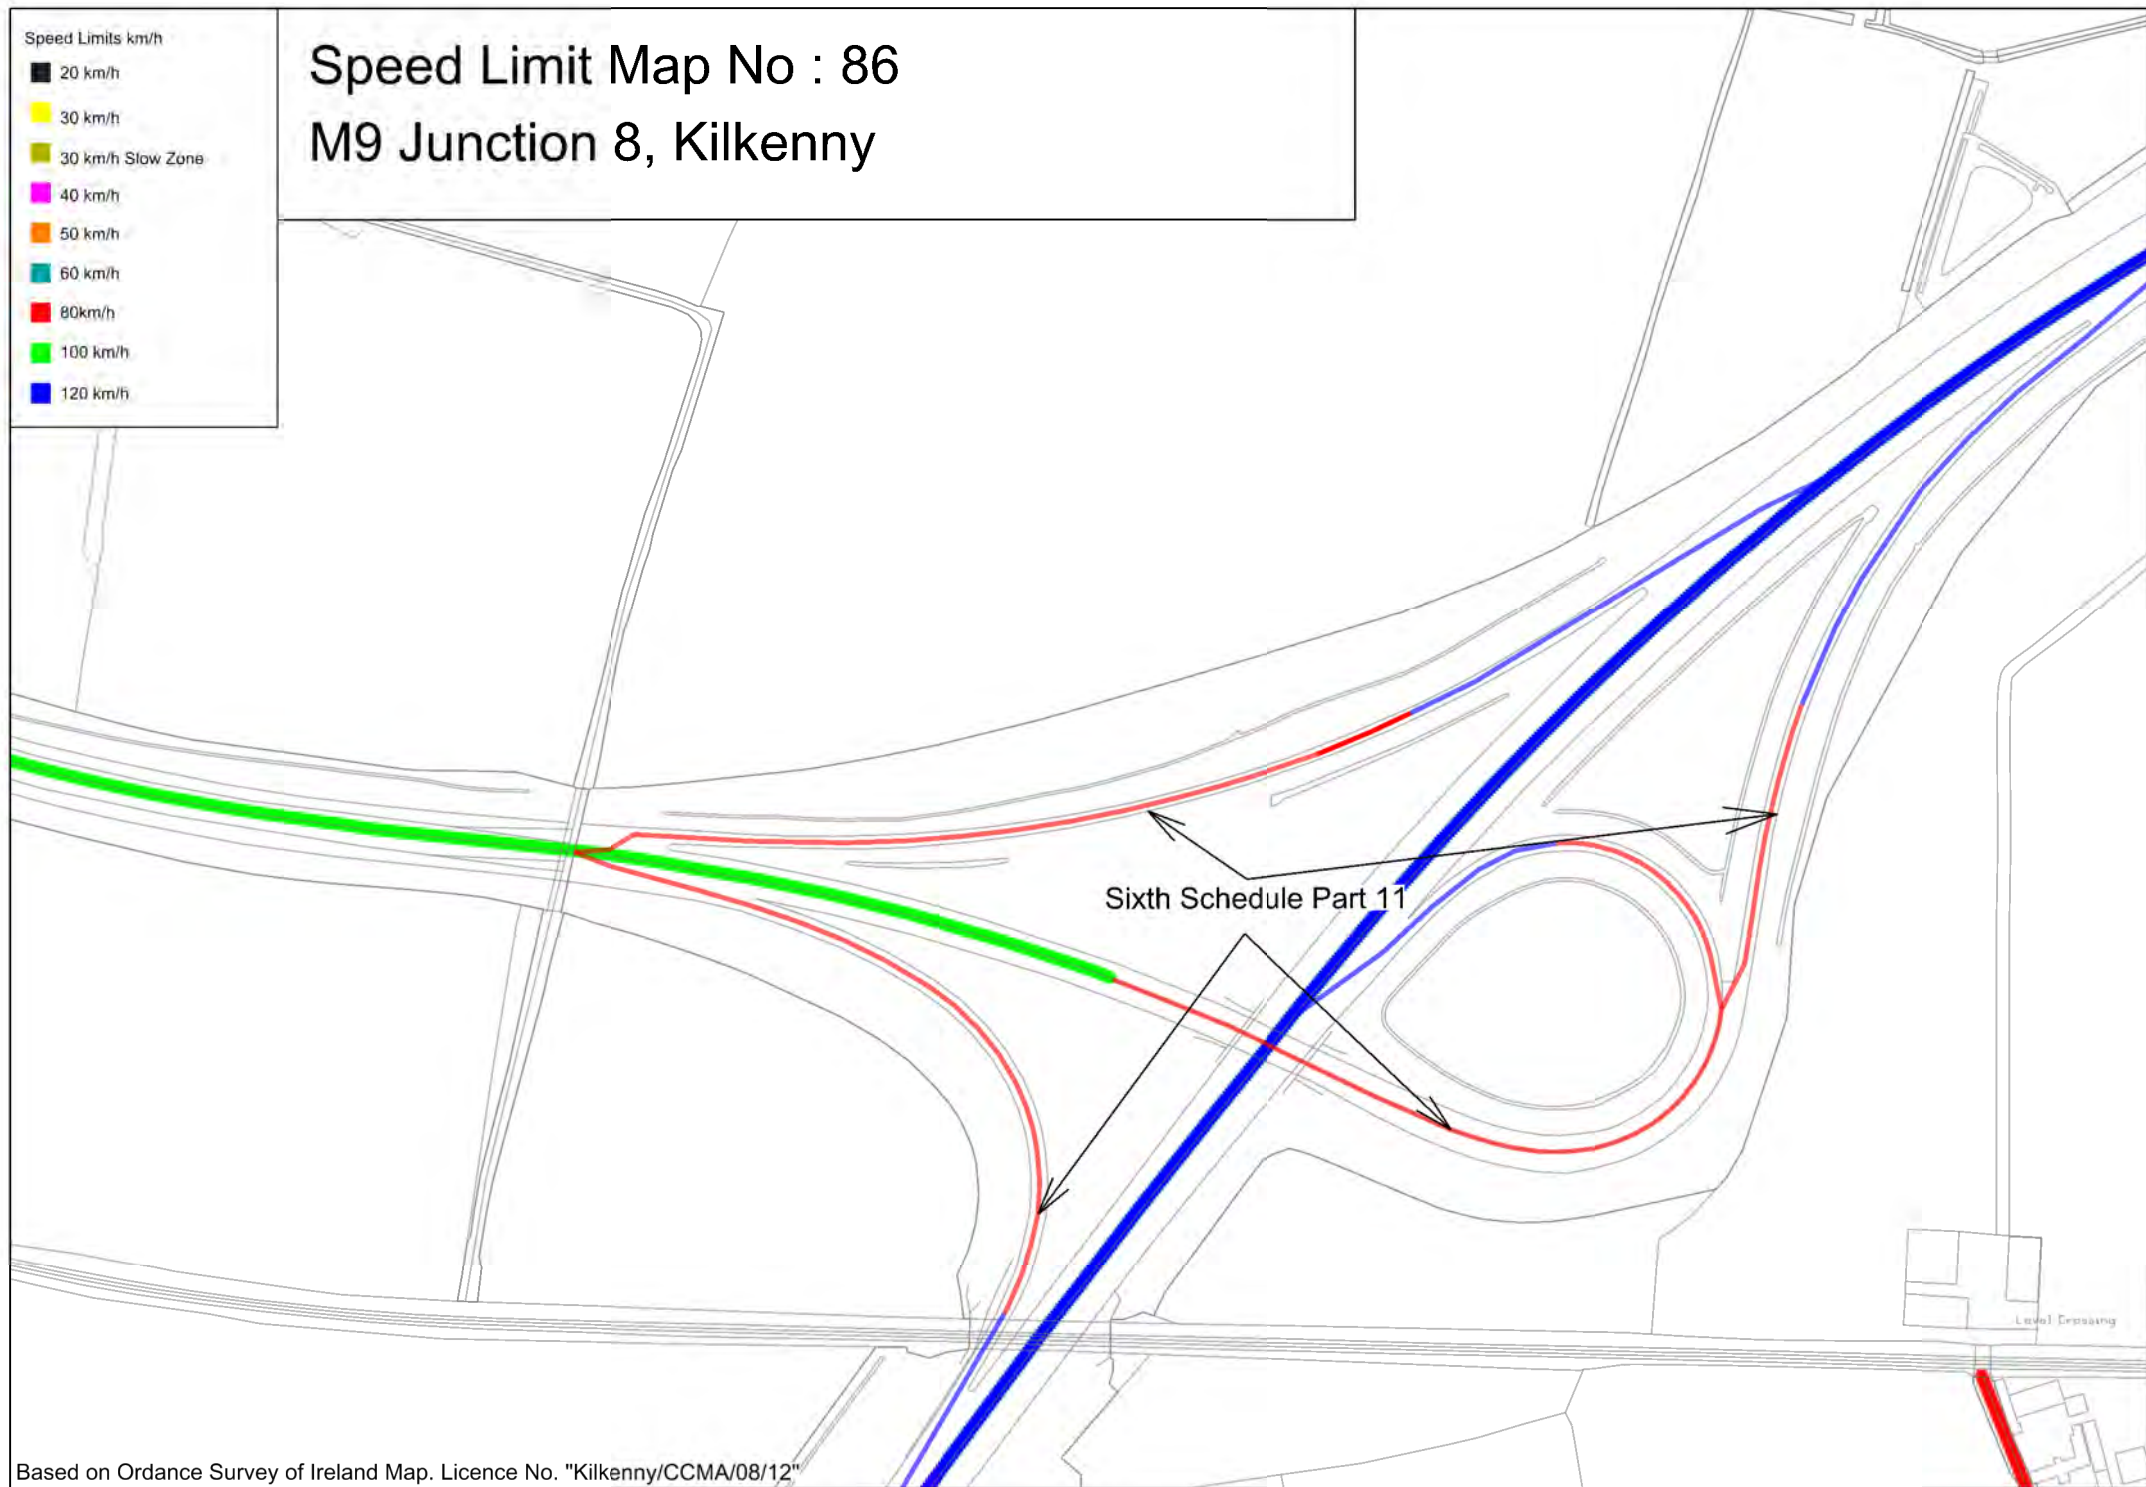 Speed Limits km/h
20 km/h
30 km/h
30 km/h Slow Zone
40 km/h
50 km/h
60 km/h
80km/h
100 km/h
120 km/h
Speed Limit Map No : 86
M9 Junction 8, Kilkenny
Sixth Schedule Part 11
Level Crossing
Based on Ordance Survey of Ireland Map. Licence No. "Kilkenny/CCMA/08/12"